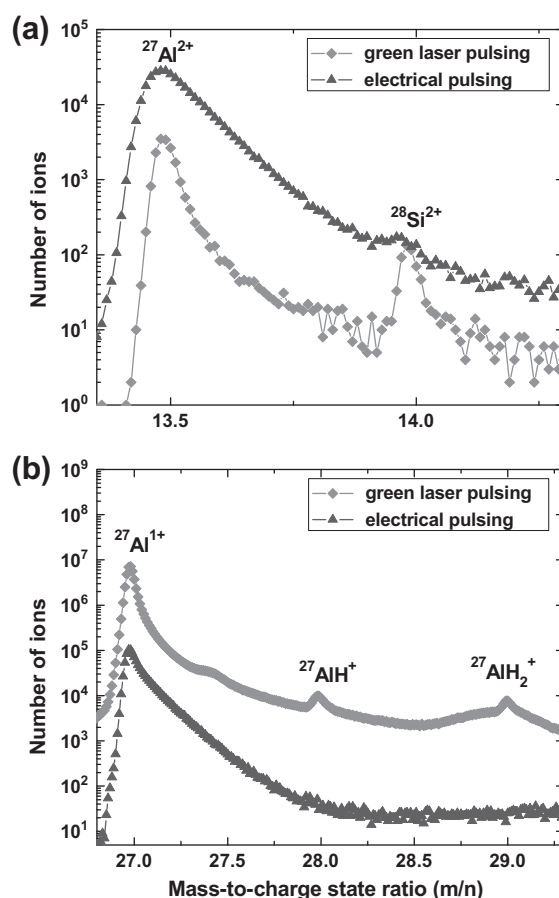 (a)
10⁵
10⁴
10³
10²
10¹
10⁰
Number of ions
²⁷Al²⁺
²⁸Si²⁺
green laser pulsing
electrical pulsing
13.5 14.0
(b)
10⁹
10⁸
10⁷
10⁶
10⁵
10⁴
10³
10²
10¹
Number of ions
²⁷Al¹⁺
²⁷AlH⁺
²⁷AlH₂⁺
green laser pulsing
electrical pulsing
27.0 27.5 28.0 28.5 29.0
Mass-to-charge state ratio (m/n)